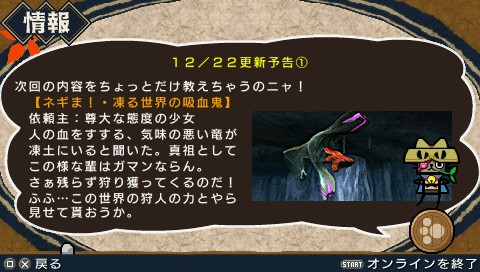 情報
１２／２２更新予告①
次回の内容をちょっとだけ教えちゃうのニャ！
【ネギま！・凍る世界の吸血鬼】
依頼主：尊大な態度の少女
人の血をすする、気味の悪い竜が
凍土にいると聞いた。真祖として
この様な輩はガマンならん。
さぁ残らず狩り獲ってくるのだ！
ふふ…この世界の狩人の力とやら
見せて貰おうか。
□×戻る
START オンラインを終了